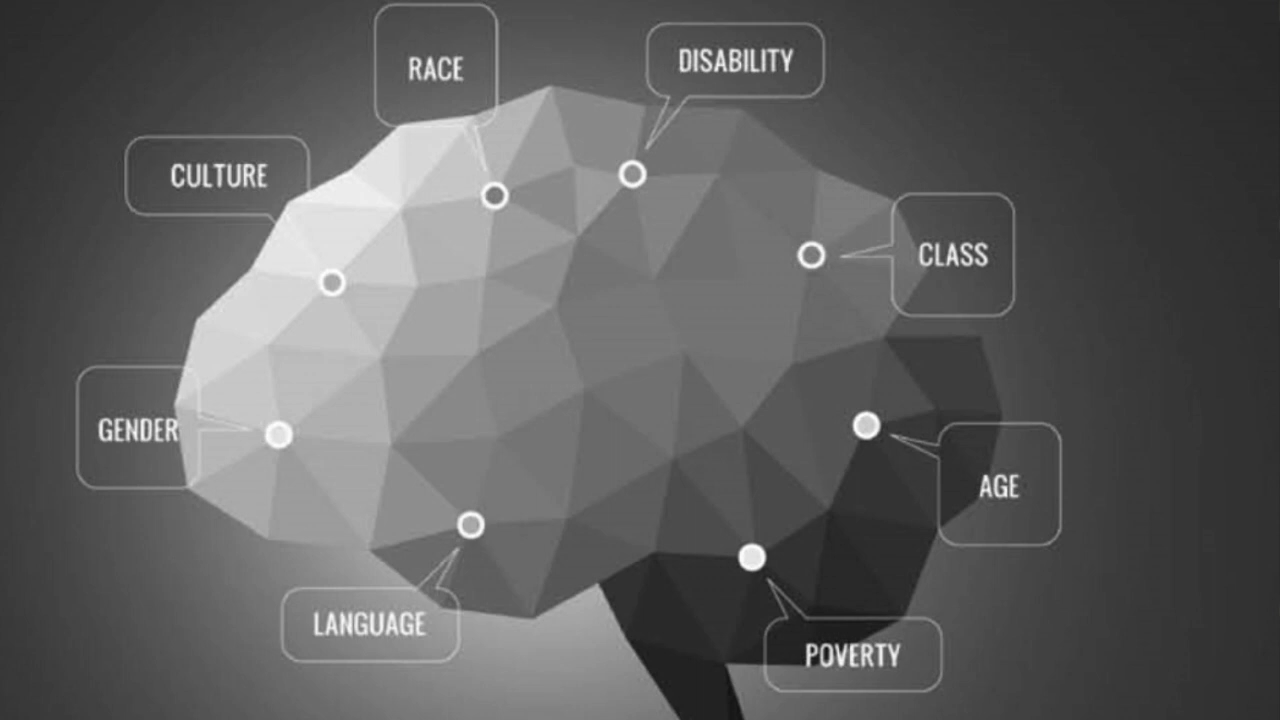 RACE
DISABILITY
CULTURE
CLASS
GENDER
AGE
LANGUAGE
POVERTY